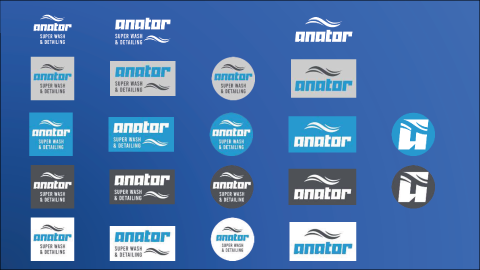 anator
SUPER WASH
& DETAILING
anator
SUPER WASH
& DETAILING
anator
anator
SUPER WASH
& DETAILING
anator
SUPER WASH
& DETAILING
anator
SUPER WASH
& DETAILING
anator
anator
SUPER WASH
& DETAILING
anator
SUPER WASH
& DETAILING
anator
SUPER WASH
& DETAILING
anator
anator
SUPER WASH
& DETAILING
anator
SUPER WASH
& DETAILING
anator
SUPER WASH
& DETAILING
anator
anator
SUPER WASH
& DETAILING
anator
SUPER WASH
& DETAILING
anator
SUPER WASH
& DETAILING
anator